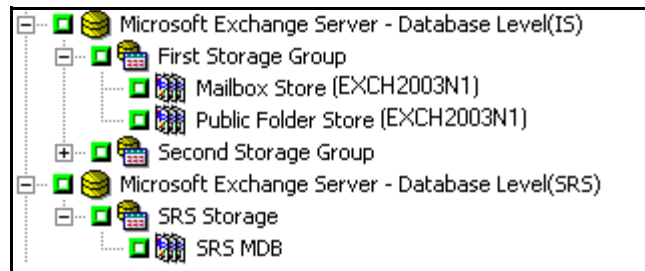 Microsoft Exchange Server - Database Level(IS)
First Storage Group
Mailbox Store (EXCH2003N1)
Public Folder Store (EXCH2003N1)
Second Storage Group
Microsoft Exchange Server - Database Level(SRS)
SRS Storage
SRS MDB